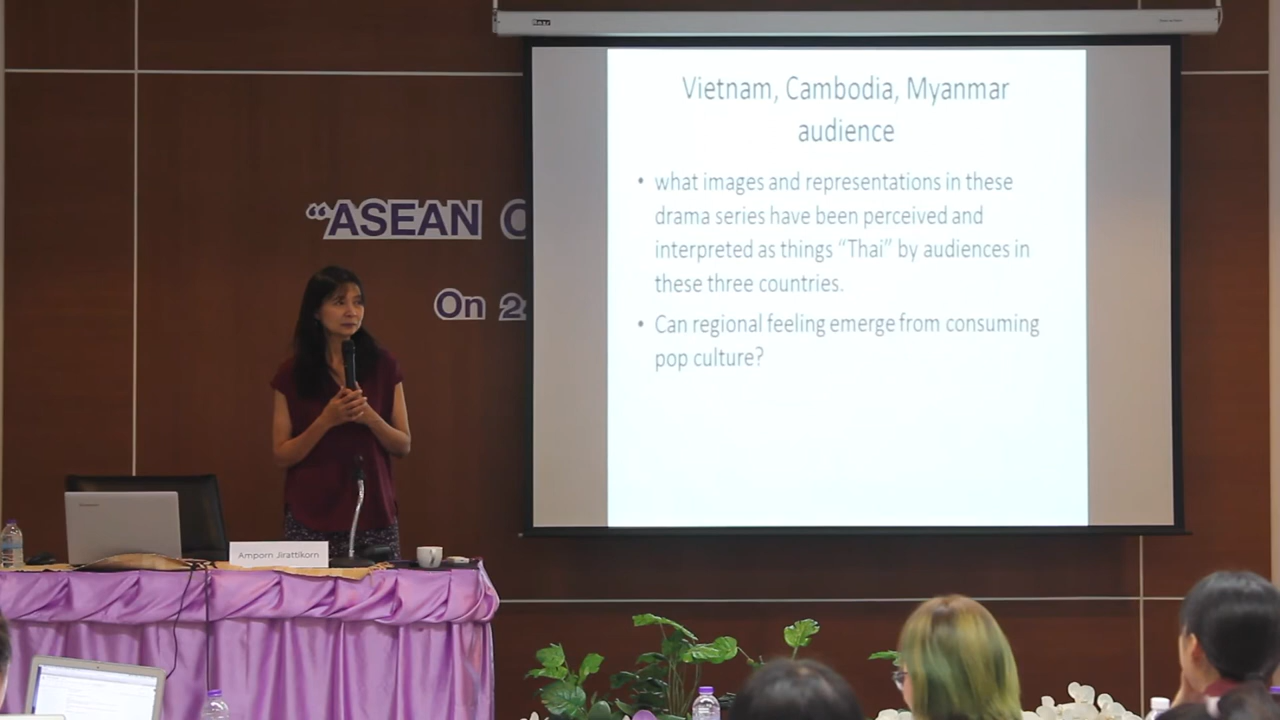 Vietnam, Cambodia, Myanmar
audience
• what images and representations in these
drama series have been perceived and
interpreted as things “Thai” by audiences in
these three countries.
• Can regional feeling emerge from consuming
pop culture?
“ASEAN
On
Amporn Jirattikorn